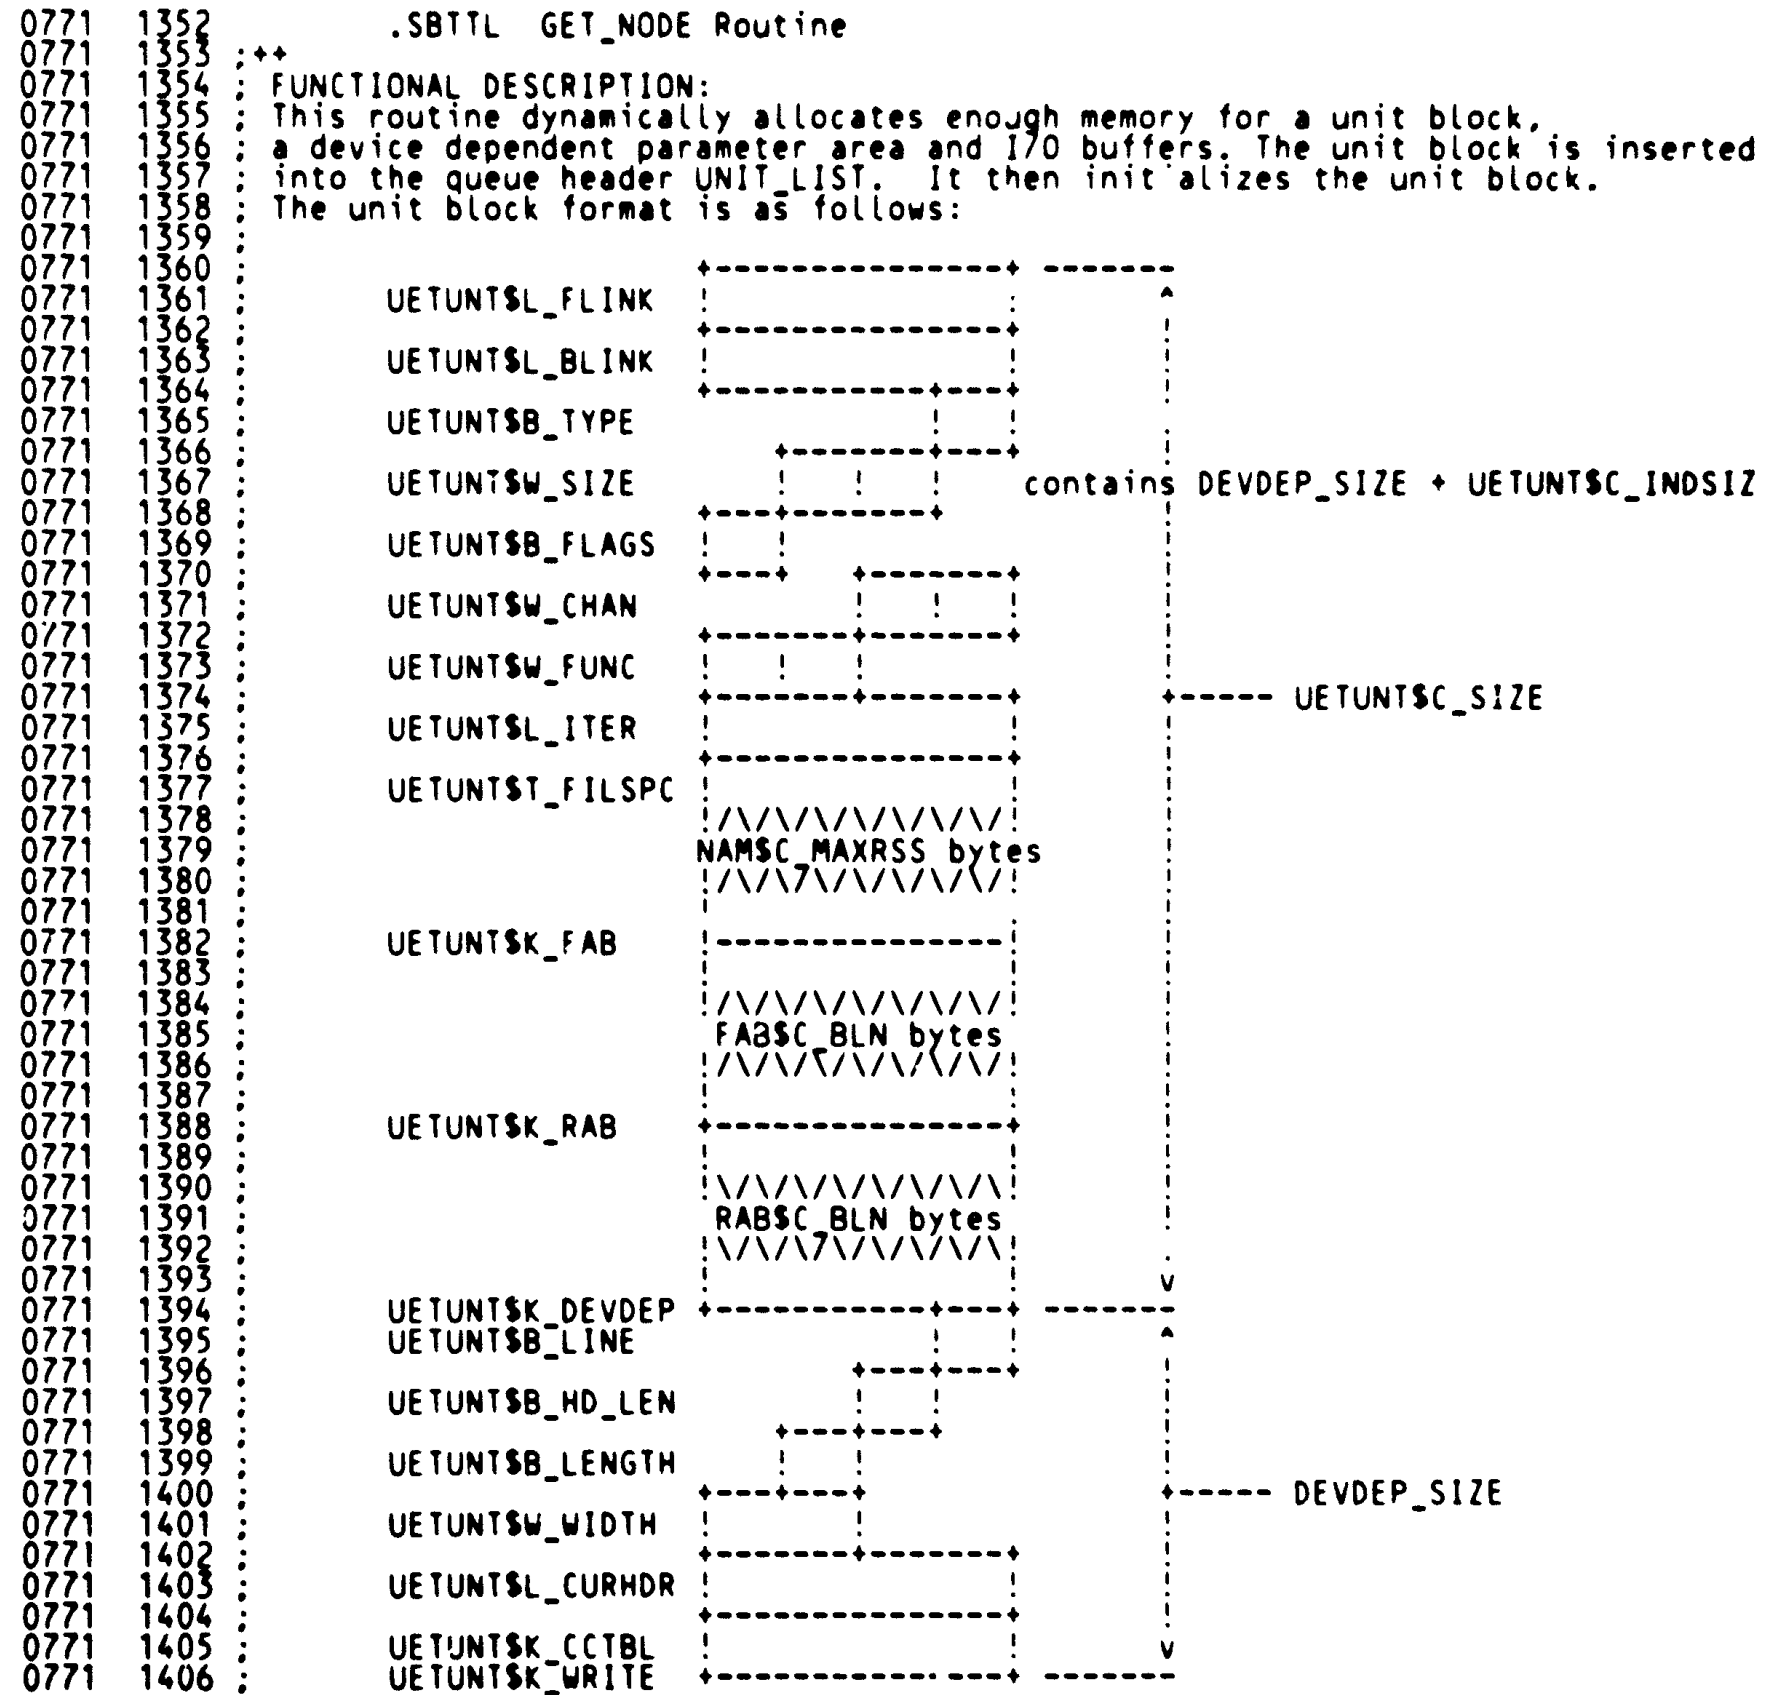 0771 1352 .SBTTL GET_NODE Routine
0771 1353 ;++
0771 1354 ; FUNCTIONAL DESCRIPTION:
0771 1355 ; This routine dynamically allocates enough memory for a unit block,
0771 1356 ; a device dependent parameter area and I/O buffers. The unit block is inserted
0771 1357 ; into the queue header UNIT_LIST. It then initializes the unit block.
0771 1358 ; The unit block format is as follows:
0771 1359 ;
0771 1360 ; +---------------+ -------
0771 1361 ; UETUNT$L_FLINK ! ! ^
0771 1362 ; +---------------+ !
0771 1363 ; UETUNT$L_BLINK ! ! !
0771 1364 ; +-----------+---+ !
0771 1365 ; UETUNT$B_TYPE ! ! !
0771 1366 ; +-------+---+ !
0771 1367 ; UETUNT$W_SIZE ! ! ! contains DEVDEP_SIZE + UETUNT$C_INDSIZ
0771 1368 ; +---+-------+ !
0771 1369 ; UETUNT$B_FLAGS ! ! !
0771 1370 ; +---+ +-------+ !
0771 1371 ; UETUNT$W_CHAN ! ! ! !
0771 1372 ; +-------+-------+ !
0771 1373 ; UETUNT$W_FUNC ! ! ! !
0771 1374 ; +-------+-------+ +----- UETUNT$C_SIZE
0771 1375 ; UETUNT$L_ITER ! ! !
0771 1376 ; +---------------+ !
0771 1377 ; UETUNT$T_FILSPC ! ! !
0771 1378 ; !/\/\/\/\/\/\/\/! !
0771 1379 ; NAM$C_MAXRSS bytes !
0771 1380 ; !/\/\/\/\/\/\/\/! !
0771 1381 ; ! ! !
0771 1382 ; UETUNT$K_FAB !---------------! !
0771 1383 ; ! ! !
0771 1384 ; !/\/\/\/\/\/\/\/! !
0771 1385 ; FAB$C_BLN bytes !
0771 1386 ; !/\/\/\/\/\/\/\/! !
0771 1387 ; ! ! !
0771 1388 ; UETUNT$K_RAB +---------------+ !
0771 1389 ; ! ! !
0771 1390 ; !\/\/\/\/\/\/\/\! !
0771 1391 ; RAB$C_BLN bytes !
0771 1392 ; !\/\/\/\/\/\/\/\! !
0771 1393 ; ! ! v
0771 1394 ; UETUNT$K_DEVDEP +-----------+---+ -------
0771 1395 ; UETUNT$B_LINE ! ! ^
0771 1396 ; +---+---+ !
0771 1397 ; UETUNT$B_HD_LEN ! ! !
0771 1398 ; +---+---+ !
0771 1399 ; UETUNT$B_LENGTH ! ! !
0771 1400 ; +---+---+ +----- DEVDEP_SIZE
0771 1401 ; UETUNT$W_WIDTH ! ! !
0771 1402 ; +-------+-------+ !
0771 1403 ; UETUNT$L_CURHDR ! ! !
0771 1404 ; +---------------+ !
0771 1405 ; UETUNT$K_CCTBL ! ! v
0771 1406 ; UETUNT$K_WRITE +---------------+ -------